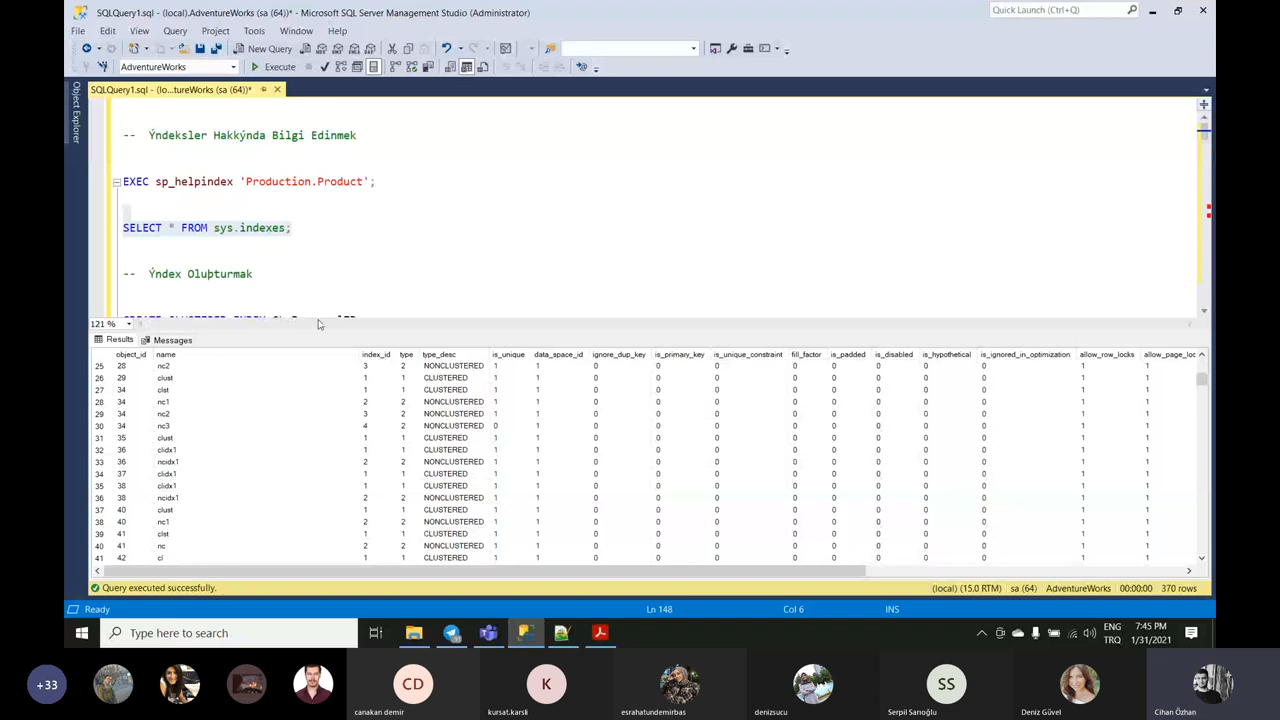 SQLQuery1.sql - (local).AdventureWorks (sa (64))* - Microsoft SQL Server Management Studio (Administrator)
Quick Launch (Ctrl+Q)
File Edit View Query Project Tools Window Help
New Query
AdventureWorks Execute
Object Explorer
SQLQuery1.sql - (lo...tureWorks (sa (64))*
-- Ýndeksler Hakkýnda Bilgi Edinmek
EXEC sp_helpindex 'Production.Product';
SELECT * FROM sys.indexes;
-- Ýndex Oluþturmak
121 %
Results Messages
object_id name index_id type type_desc is_unique data_space_id ignore_dup_key is_primary_key is_unique_constraint fill_factor is_padded is_disabled is_hypothetical is_ignored_in_optimization allow_row_locks allow_page_loc
25 28 nc2 3 2 NONCLUSTERED 1 1 0 0 0 0 0 0 0 0 1 1
26 29 clust 1 1 CLUSTERED 1 1 0 0 0 0 0 0 0 0 1 1
27 34 clst 1 1 CLUSTERED 1 1 0 0 0 0 0 0 0 0 1 1
28 34 nc1 2 2 NONCLUSTERED 1 1 0 0 0 0 0 0 0 0 1 1
29 34 nc2 3 2 NONCLUSTERED 1 1 0 0 0 0 0 0 0 0 1 1
30 34 nc3 4 2 NONCLUSTERED 0 1 0 0 0 0 0 0 0 0 1 1
31 35 clust 1 1 CLUSTERED 1 1 0 0 0 0 0 0 0 0 1 1
32 36 clidx1 1 1 CLUSTERED 1 1 0 0 0 0 0 0 0 0 1 1
33 36 ncidx1 2 2 NONCLUSTERED 1 1 0 0 0 0 0 0 0 0 1 1
34 37 clidx1 1 1 CLUSTERED 1 1 0 0 0 0 0 0 0 0 1 1
35 38 clidx1 1 1 CLUSTERED 1 1 0 0 0 0 0 0 0 0 1 1
36 38 ncidx1 2 2 NONCLUSTERED 1 1 0 0 0 0 0 0 0 0 1 1
37 40 clust 1 1 CLUSTERED 1 1 0 0 0 0 0 0 0 0 1 1
38 40 nc1 2 2 NONCLUSTERED 1 1 0 0 0 0 0 0 0 0 1 1
39 41 clst 1 1 CLUSTERED 1 1 0 0 0 0 0 0 0 0 1 1
40 41 nc 2 2 NONCLUSTERED 1 1 0 0 0 0 0 0 0 0 1 1
41 42 cl 1 1 CLUSTERED 1 1 0 0 0 0 0 0 0 0 1 1
Query executed successfully. (local) (15.0 RTM) sa (64) AdventureWorks 00:00:00 370 rows
Ready Ln 148 Col 6 INS
Type here to search
ENG 7:45 PM
TRQ 1/31/2021
+33 CD K SS
canakan demir kursat.karsli esrahatundemirbas denizsucu Serpil Sarıoğlu Deniz Güvel Cihan Özhan